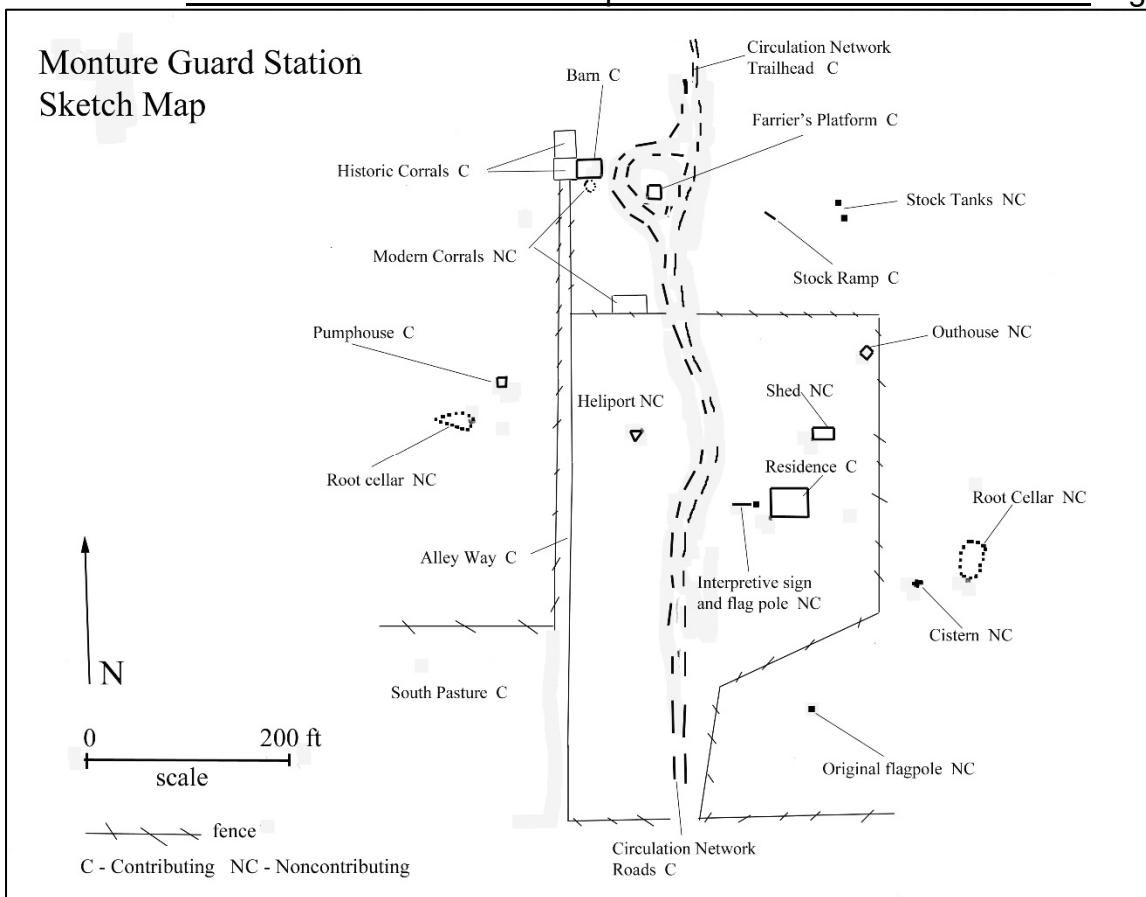 Monture Guard Station
Sketch Map
Circulation Network
Trailhead C
Barn C
Farrier's Platform C
Historic Corrals C
Stock Tanks NC
Modern Corrals NC
Stock Ramp C
Pumphouse C
Outhouse NC
Heliport NC
Shed NC
Residence C
Root cellar NC
Root Cellar NC
Alley Way C
Interpretive sign
and flag pole NC
Cistern NC
N
South Pasture C
0 200 ft
scale
Original flagpole NC
fence
C - Contributing NC - Noncontributing
Circulation Network
Roads C